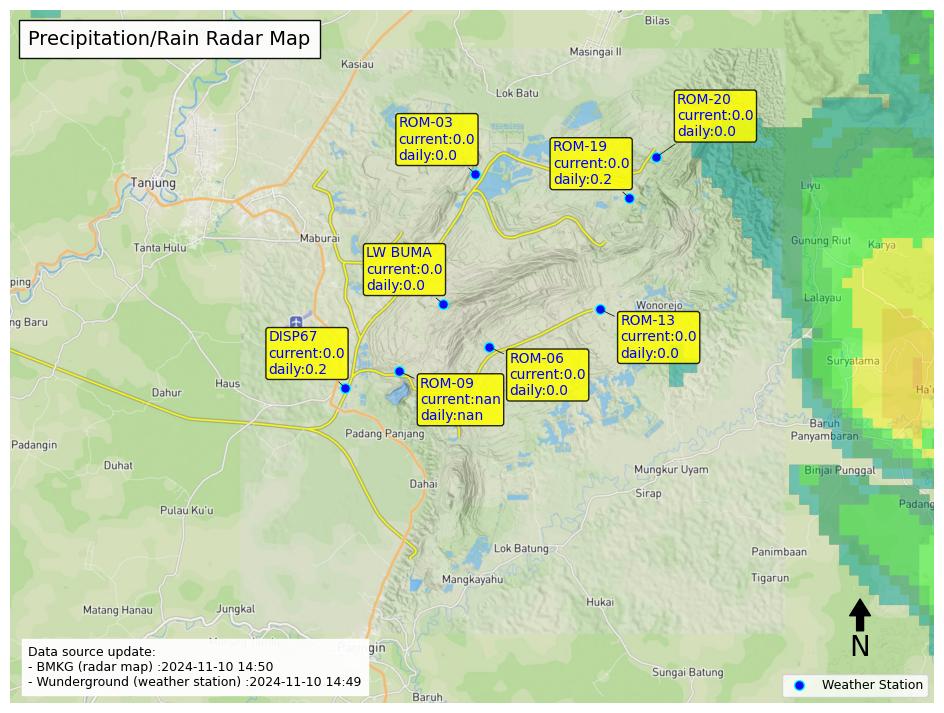 Precipitation/Rain Radar Map
Bilas
Masingai II
Kasiau
Lok Batu
ROM-20
current:0.0
daily:0.0
ROM-03
current:0.0
daily:0.0
ROM-19
current:0.0
daily:0.2
Tanjung
Liyu
Maburai
Tanta Hulu
Gunung Riut
Karya
LW BUMA
current:0.0
daily:0.0
ping
Lalayau
Wonorejo
ng Baru
ROM-13
current:0.0
daily:0.0
DISP67
current:0.0
daily:0.2
ROM-06
current:0.0
daily:0.0
Suryatama
Ha'
Haus
Dahur
ROM-09
current:nan
daily:nan
Baruh
Panyambaran
Padang Panjang
Padangin
Duhat
Mungkur Uyam
Binjai Punggal
Dahai
Sirap
Padang
Pulau Ku'u
Lok Batung
Panimbaan
Mangkayahu
Tigarun
Hukai
Matang Hanau
Jungkal
N
Data source update:
- BMKG (radar map) :2024-11-10 14:50
- Wunderground (weather station) :2024-11-10 14:49
Sungai Batung
Baruh
Weather Station